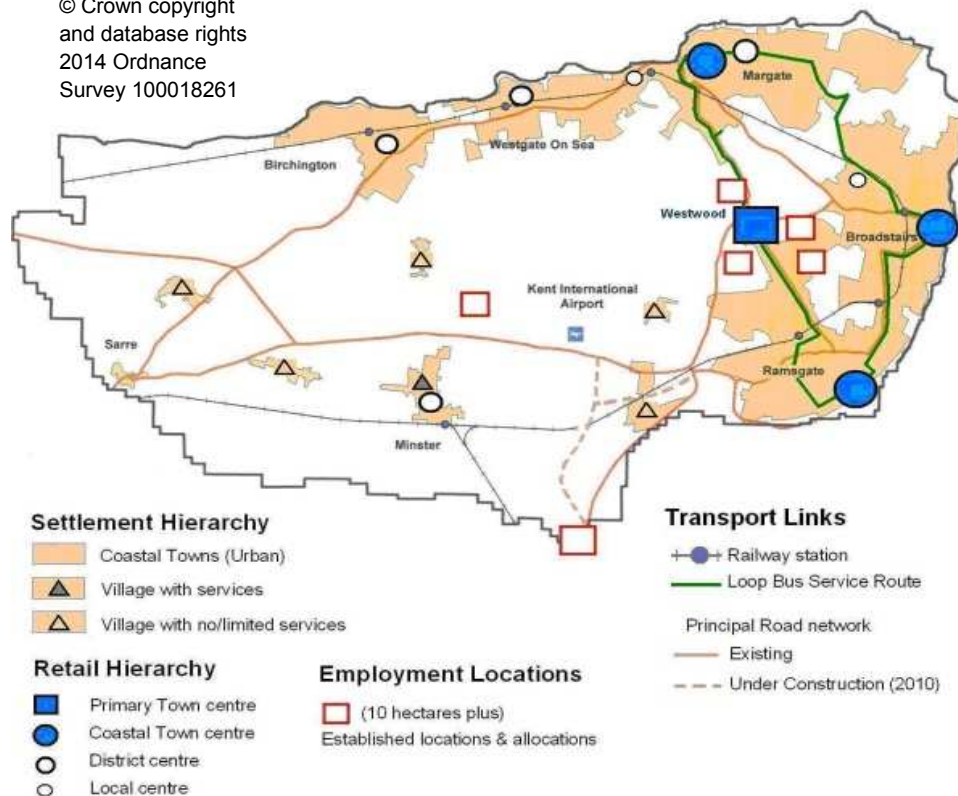 © Crown copyright
and database rights
2014 Ordnance
Survey 100018261
Margate
Westgate On Sea
Birchington
Westwood
Broadstairs
Kent International
Airport
Sarre
Ramsgate
Minster
Settlement Hierarchy
Coastal Towns (Urban)
Village with services
Village with no/limited services
Retail Hierarchy
Primary Town centre
Coastal Town centre
District centre
Local centre
Employment Locations
(10 hectares plus)
Established locations & allocations
Transport Links
Railway station
Loop Bus Service Route
Principal Road network
Existing
Under Construction (2010)